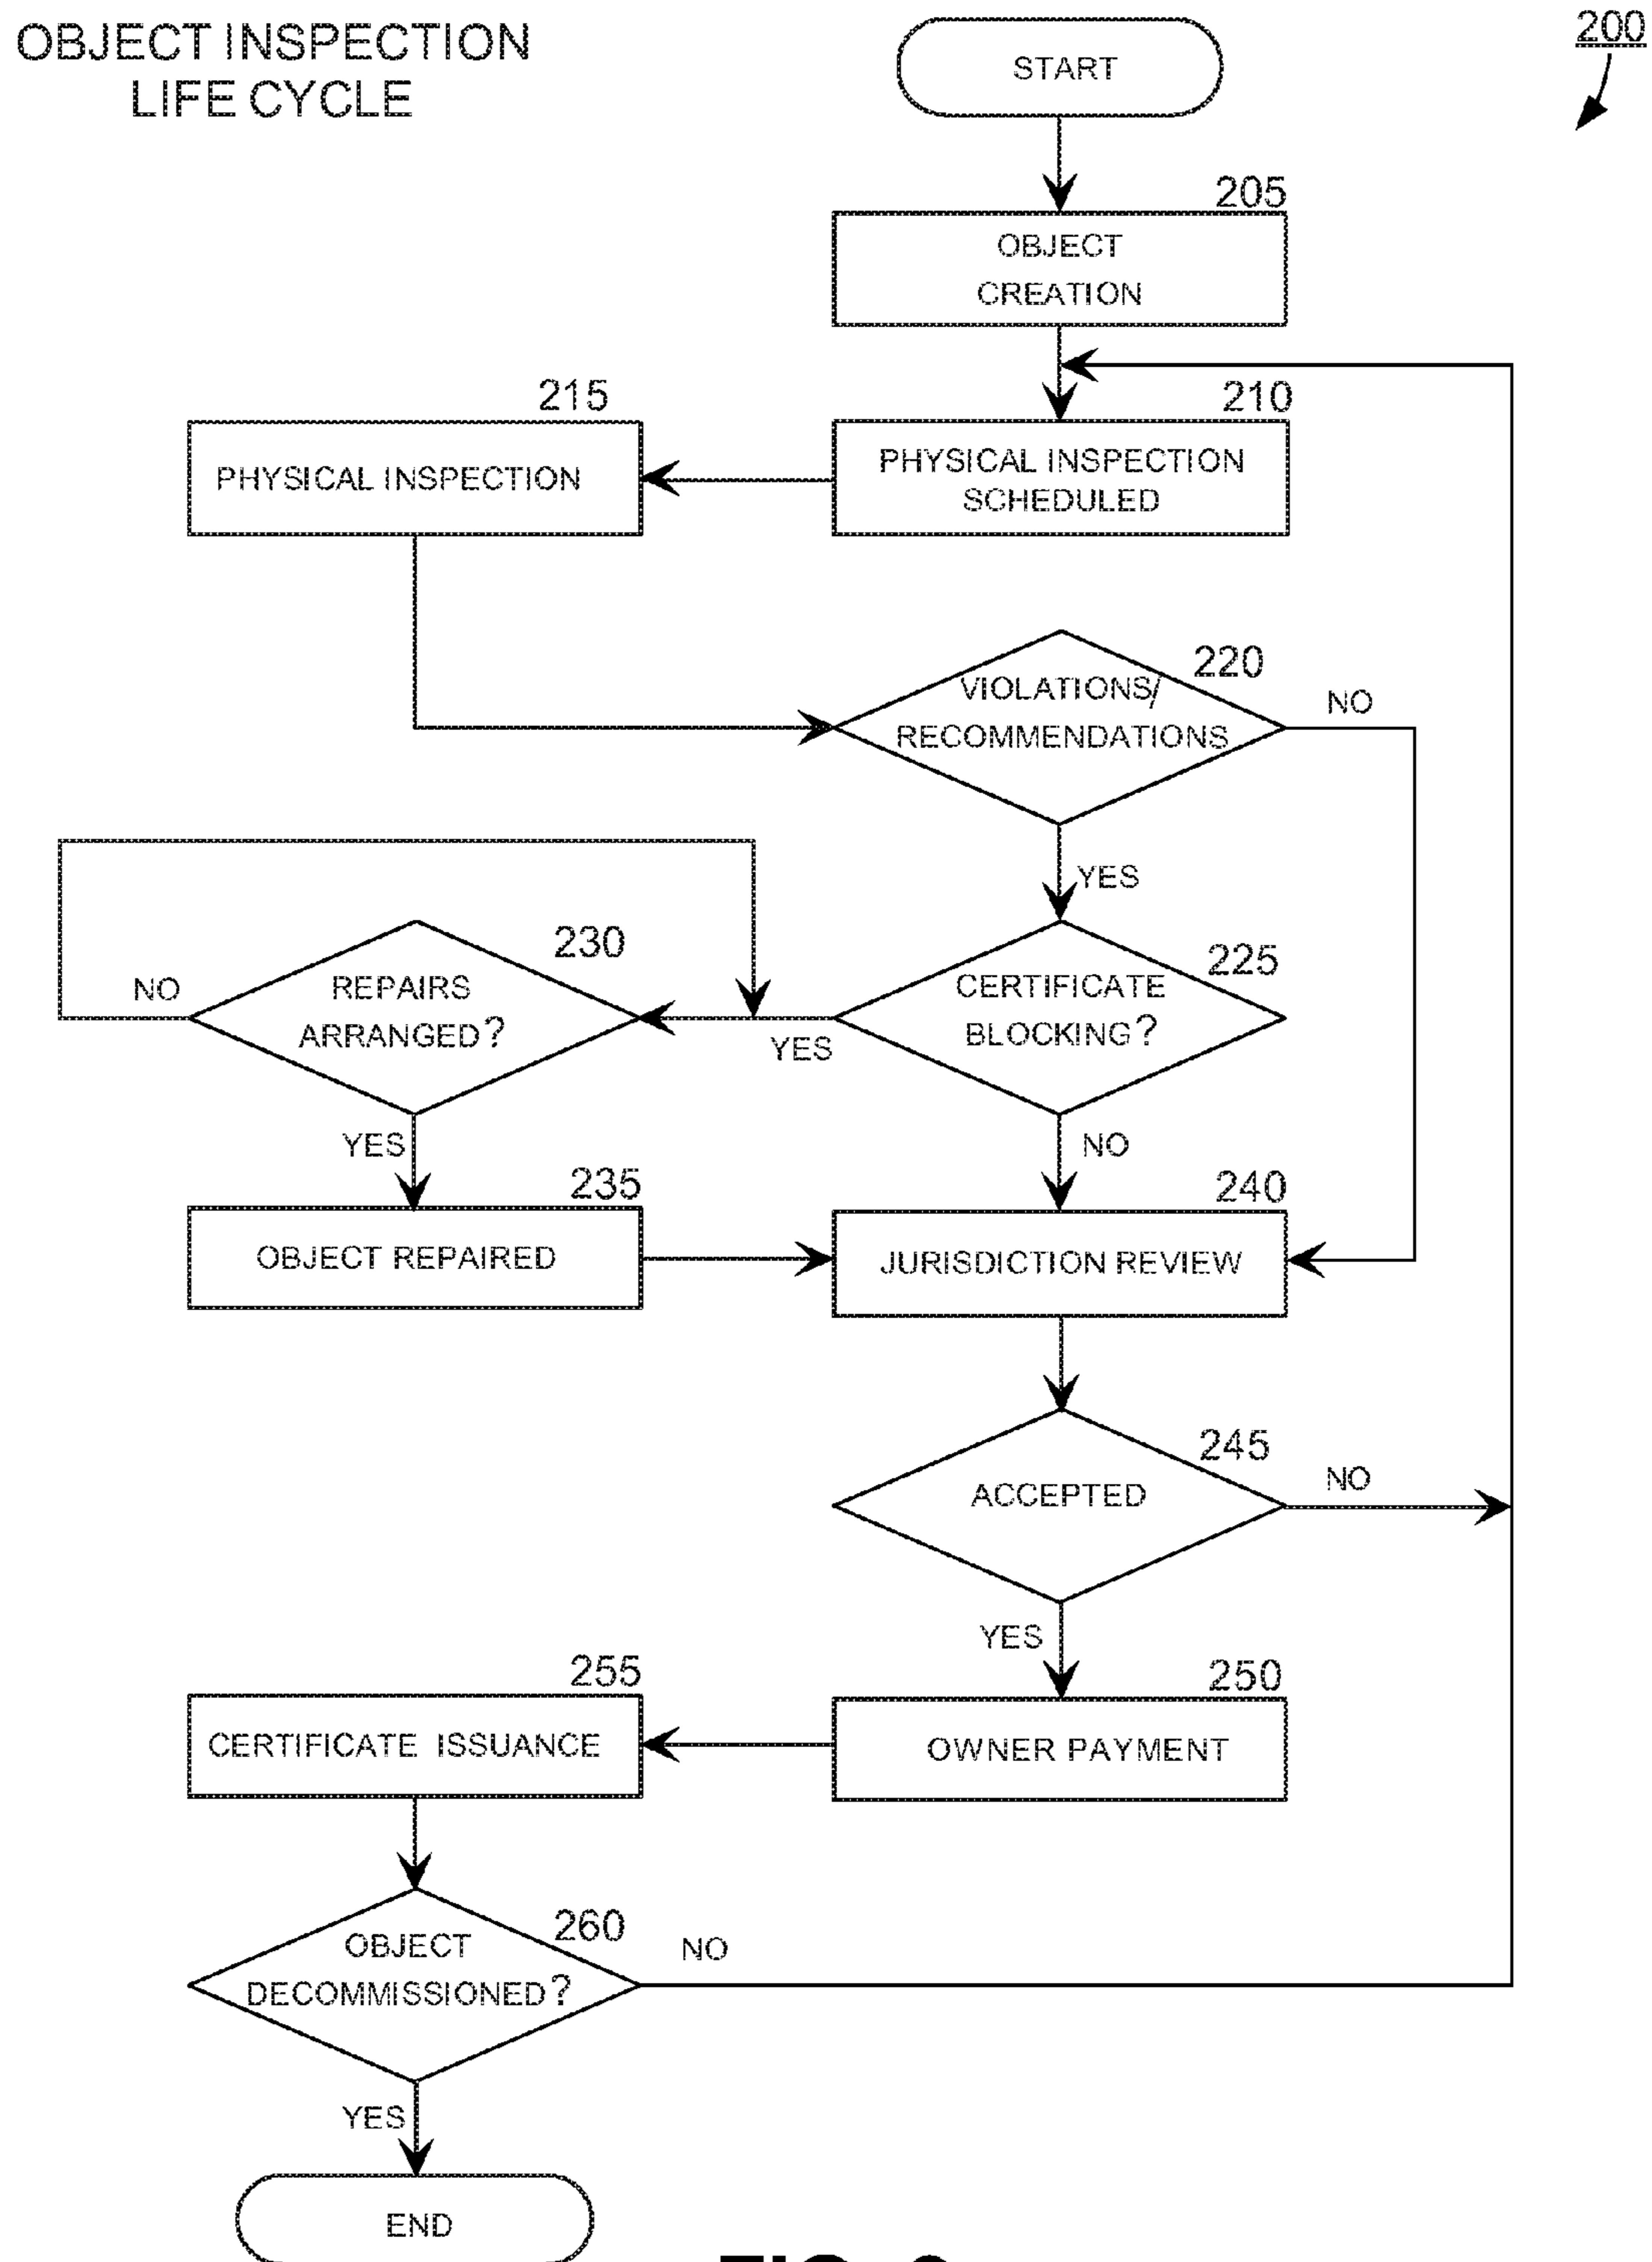 OBJECT INSPECTION
LIFE CYCLE
200
START
205
OBJECT
CREATION
215
210
PHYSICAL INSPECTION
PHYSICAL INSPECTION
SCHEDULED
220
VIOLATIONS/
RECOMMENDATIONS
NO
YES
230
225
NO
REPAIRS
ARRANGED?
CERTIFICATE
BLOCKING?
YES
YES
NO
235
240
OBJECT REPAIRED
JURISDICTION REVIEW
245
ACCEPTED
NO
YES
255
250
CERTIFICATE ISSUANCE
OWNER PAYMENT
260
OBJECT
DECOMMISSIONED?
NO
YES
END